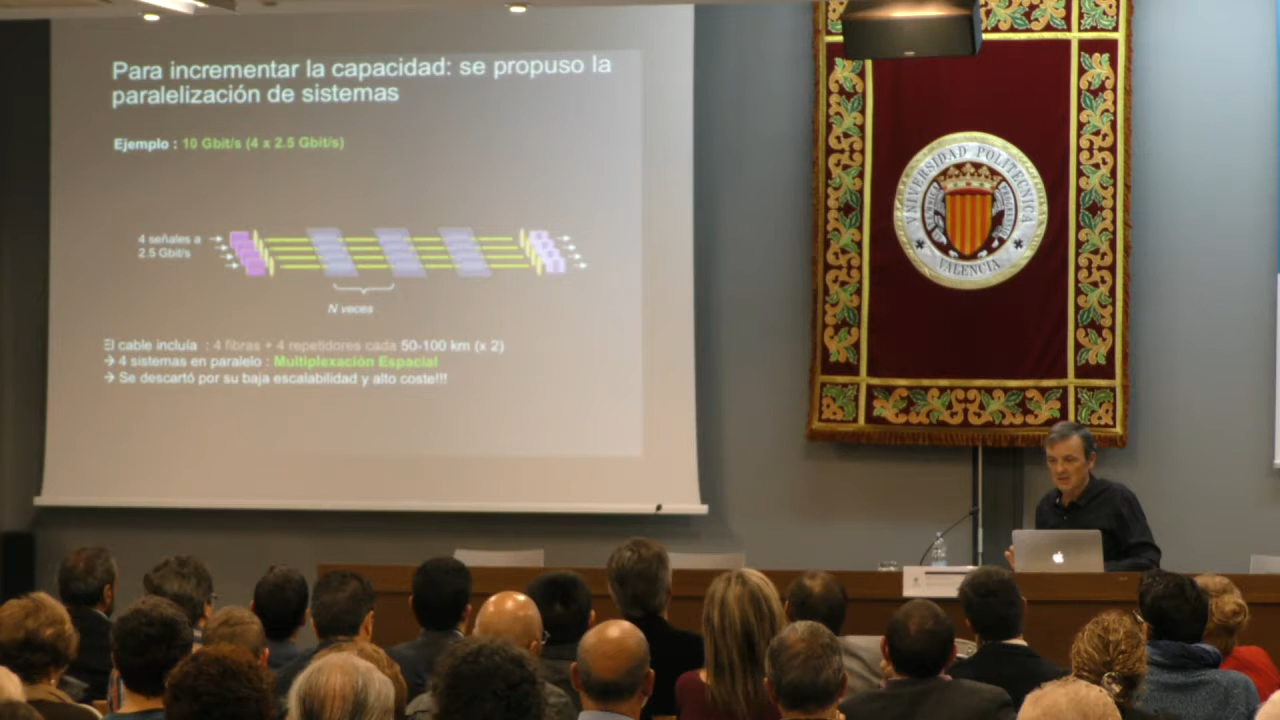 Para incrementar la capacidad: se propuso la
paralelización de sistemas
Ejemplo : 10 Gbit/s (4 x 2.5 Gbit/s)
4 señales a
2.5 Gbit/s
N veces
El cable incluía : 4 fibras + 4 repetidores cada 50-100 km (x 2)
→ 4 sistemas en paralelo : Multiplexación Espacial
→ Se descartó por su baja escalabilidad y alto coste!!!
UNIVERSIDAD POLITECNICA
VALENCIA